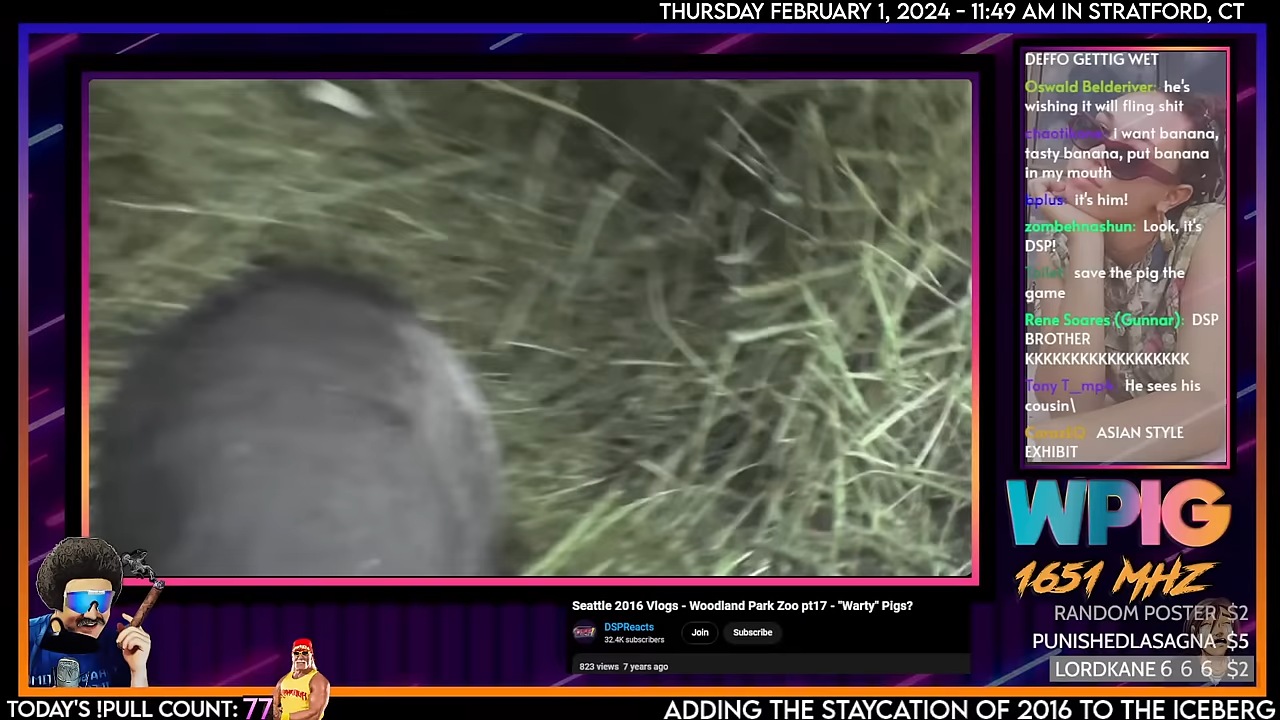 THURSDAY FEBRUARY 1, 2024 - 11:49 AM IN STRATFORD, CT
DEFFO GETTIG WET
Oswald Belderiver: he's
wishing it will fling shit
i want banana,
tasty banana, put banana
in my mouth
bplus: it's him!
zombehnashun: Look, it's
DSP!
save the pig the
game
Rene Soares (Gunnar): DSP
BROTHER
KKKKKKKKKKKKKKKKKK
Tony T_mp4: He sees his
cousin\
ASIAN STYLE
EXHIBIT
WPIG
1651 MHZ
RANDOM POSTER $2
PUNISHEDLASAGNA $5
LORDKANE 6 6 6 $2
Seattle 2016 Vlogs - Woodland Park Zoo pt17 - "Warty" Pigs?
DSPReacts
32.4K subscribers
Join
Subscribe
823 views 7 years ago
TODAY'S !PULL COUNT: 77
ADDING THE STAYCATION OF 2016 TO THE ICEBERG